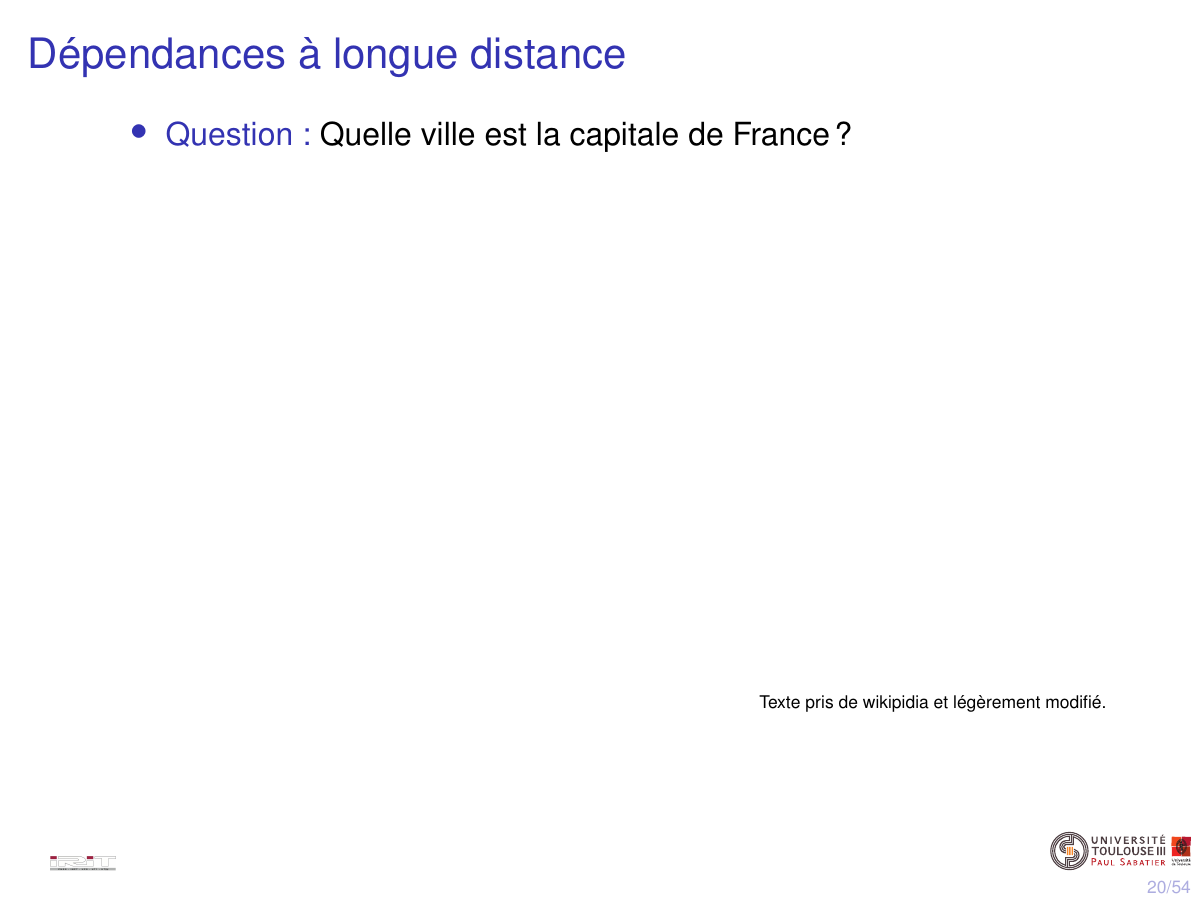 Dépendances à longue distance
• Question : Quelle ville est la capitale de France ?
Texte pris de wikipidia et légèrement modifié.
IRIT
UNIVERSITÉ
TOULOUSE III
PAUL SABATIER
20/54